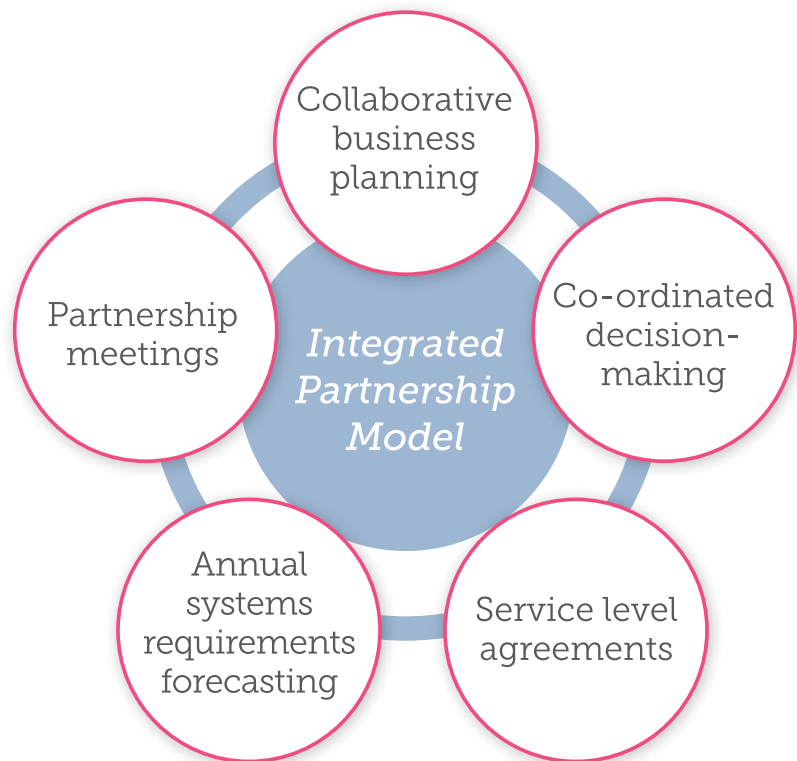 Collaborative
business
planning
Co-ordinated
decision-
making
Service level
agreements
Annual
systems
requirements
forecasting
Partnership
meetings
Integrated
Partnership
Model